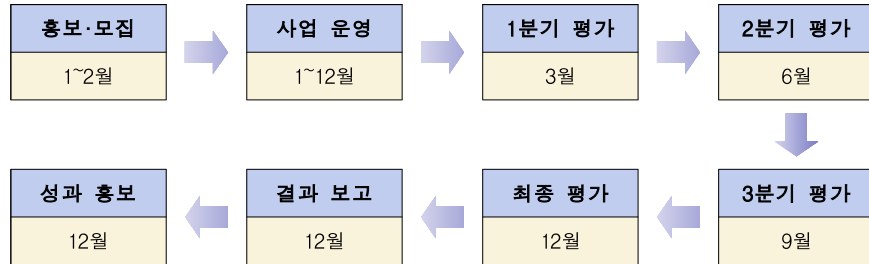 홍보·모집
1~2월
사업 운영
1~12월
1분기 평가
3월
2분기 평가
6월
3분기 평가
9월
최종 평가
12월
결과 보고
12월
성과 홍보
12월